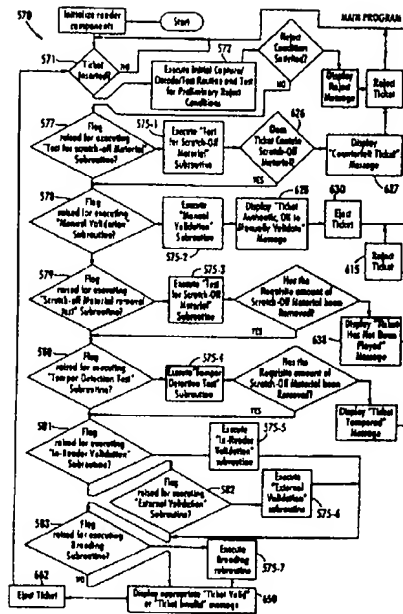 570
Initialize reader
components
Start
MAIN PROGRAM
571
Ticket
Inserted?
NO
572
Execute Initial Capture/
Decode/Test Routine and Test for
Preliminary Reject
Conditions
Reject
Condition
Satisfied?
NO
Display
Reject
Message
Reject
Ticket
577
Flag
raised for executing
"Test for scratch-off Material"
Subroutine?
575-1
Execute "Test
for Scratch-Off
Material"
Subroutine
626
Does
Ticket Contain
Scratch-Off
Material?
YES
Display
"Counterfeit Ticket"
Message
627
578
Flag
raised for executing
"Manual Validation"
Subroutine?
Execute
"Manual
Validation"
Subroutine
575-2
628
Display "Ticket
Authentic, OK to
Manually Validate"
Message
630
Eject
Ticket
615
Reject
Ticket
579
Flag
raised for executing
"Scratch-off Material removal
Test" Subroutine?
575-3
Execute "Test
for Scratch-Off
Material"
Subroutine
Has the
Requisite amount of
Scratch-Off Material been
Removed?
YES
638
Display "Ticket
Has Not Been
Played"
Message
580
Flag
raised for executing
"Tamper Detection Test"
Subroutine?
575-4
Execute "Tamper
Detection Test"
Subroutine
Has the
Requisite amount of
Scratch-Off Material been
Removed?
YES
Display "Ticket
Tampered"
Message
581
Flag
raised for executing
"In-Reader Validation"
Subroutine?
575-5
Execute
"In-Reader
Validation"
subroutine
582
Flag
raised for executing
"External Validation"
Subroutine?
Execute
"External
Validation"
subroutine
575-6
583
Flag
raised for executing
Branding
Subroutine?
NO
Execute
Branding
subroutine
575-7
662
Eject Ticket
Display appropriate "Ticket Valid"
or "Ticket Invalid" message
650